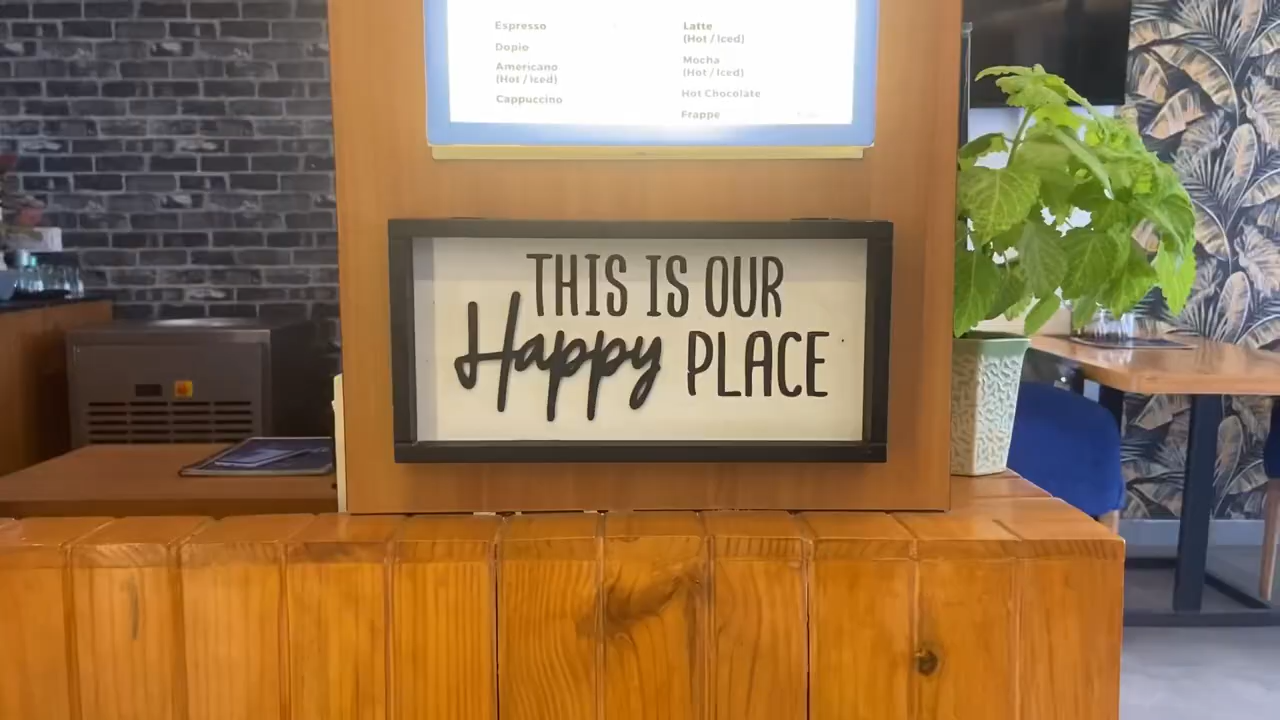 Espresso
Dopio
Americano
(Hot / Iced)
Cappuccino
Latte
(Hot / Iced)
Mocha
(Hot / Iced)
Hot Chocolate
Frappe
THIS IS OUR
Happy PLACE